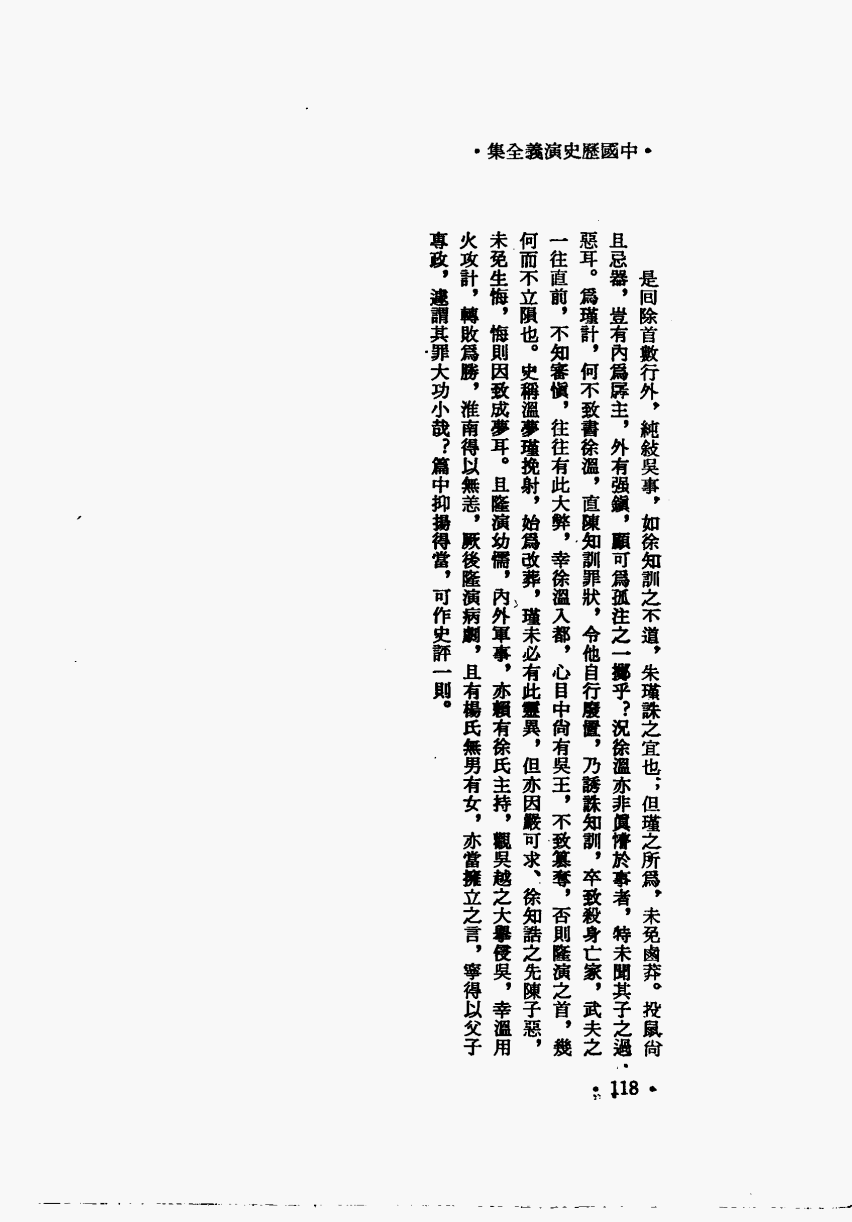 •中國歷史演義全集•
是回除首數行外，純敍吳事，如徐知訓之不道，朱瑾誅之宜也；但瑾之所爲，未免鹵莽。投鼠尙
且忌器，豈有內爲孱主，外有强鎭，顧可爲孤注之一擲乎？況徐溫亦非眞懵於事者，特未聞其子之過
惡耳。爲瑾計，何不致書徐溫，直陳知訓罪狀，令他自行廢置，乃誘誅知訓，卒致殺身亡家，武夫之
一往直前，不知審愼，往往有此大弊，幸徐溫入都，心目中尙有吳王，不致簒奪，否則隆演之首，幾
何而不立隕也。史稱溫夢瑾挽射，始爲改葬，瑾未必有此靈異，但亦因嚴可求、徐知誥之先陳子惡，
未免生悔，悔則因致成夢耳。且隆演幼懦，內外軍事，亦賴有徐氏主持，觀吳越之大舉侵吳，幸溫用
火攻計，轉敗爲勝，淮南得以無恙，厥後隆演病劇，且有楊氏無男有女，亦當擁立之言，寧得以父子
專政，遽謂其罪大功小哉？篇中抑揚得當，可作史評一則。
•118•